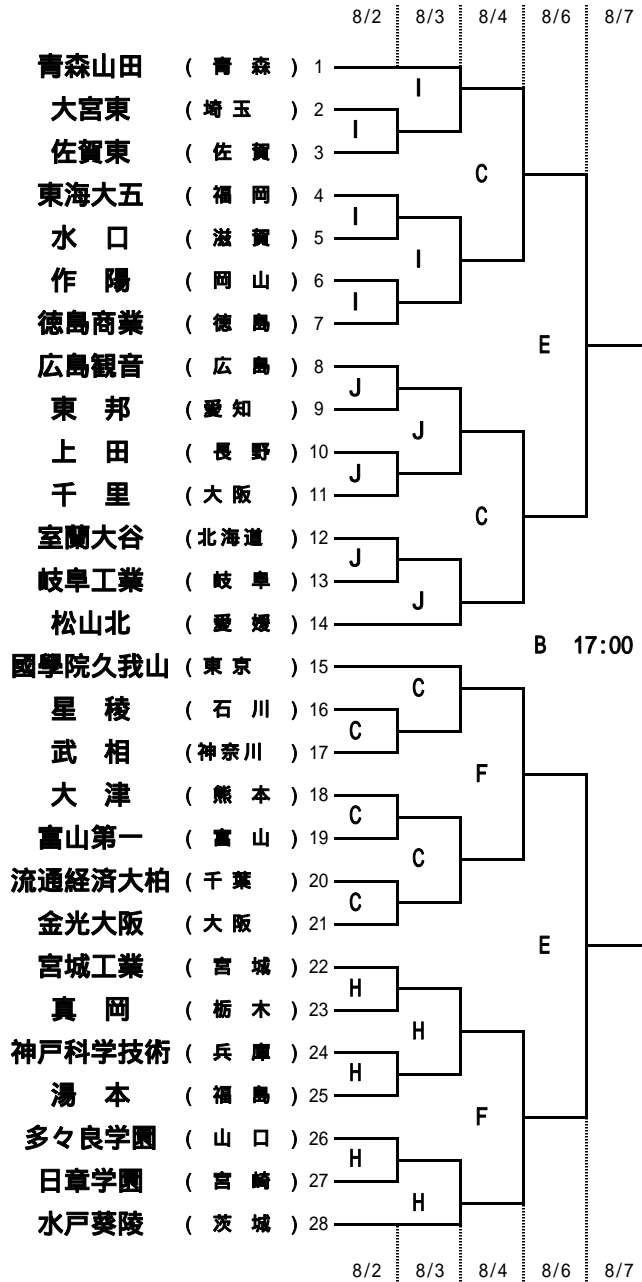 8/2 8/3 8/4 8/6 8/7
青森山田 ( 青 森 ) 1
I
大宮東 ( 埼 玉 ) 2
I
佐賀東 ( 佐 賀 ) 3
C
東海大五 ( 福 岡 ) 4
I
水 口 ( 滋 賀 ) 5
I
作 陽 ( 岡 山 ) 6
I
徳島商業 ( 徳 島 ) 7
E
広島観音 ( 広 島 ) 8
J
東 邦 ( 愛 知 ) 9
J
上 田 ( 長 野 ) 10
J
千 里 ( 大 阪 ) 11
C
室蘭大谷 ( 北海道 ) 12
J
岐阜工業 ( 岐 阜 ) 13
J
松山北 ( 愛 媛 ) 14
B 17:00
國學院久我山 ( 東 京 ) 15
C
星 稜 ( 石 川 ) 16
C
武 相 ( 神奈川 ) 17
F
大 津 ( 熊 本 ) 18
C
富山第一 ( 富 山 ) 19
C
流通経済大柏 ( 千 葉 ) 20
C
金光大阪 ( 大 阪 ) 21
E
宮城工業 ( 宮 城 ) 22
H
真 岡 ( 栃 木 ) 23
H
神戸科学技術 ( 兵 庫 ) 24
H
湯 本 ( 福 島 ) 25
F
多々良学園 ( 山 口 ) 26
H
日章学園 ( 宮 崎 ) 27
H
水戸葵陵 ( 茨 城 ) 28
8/2 8/3 8/4 8/6 8/7